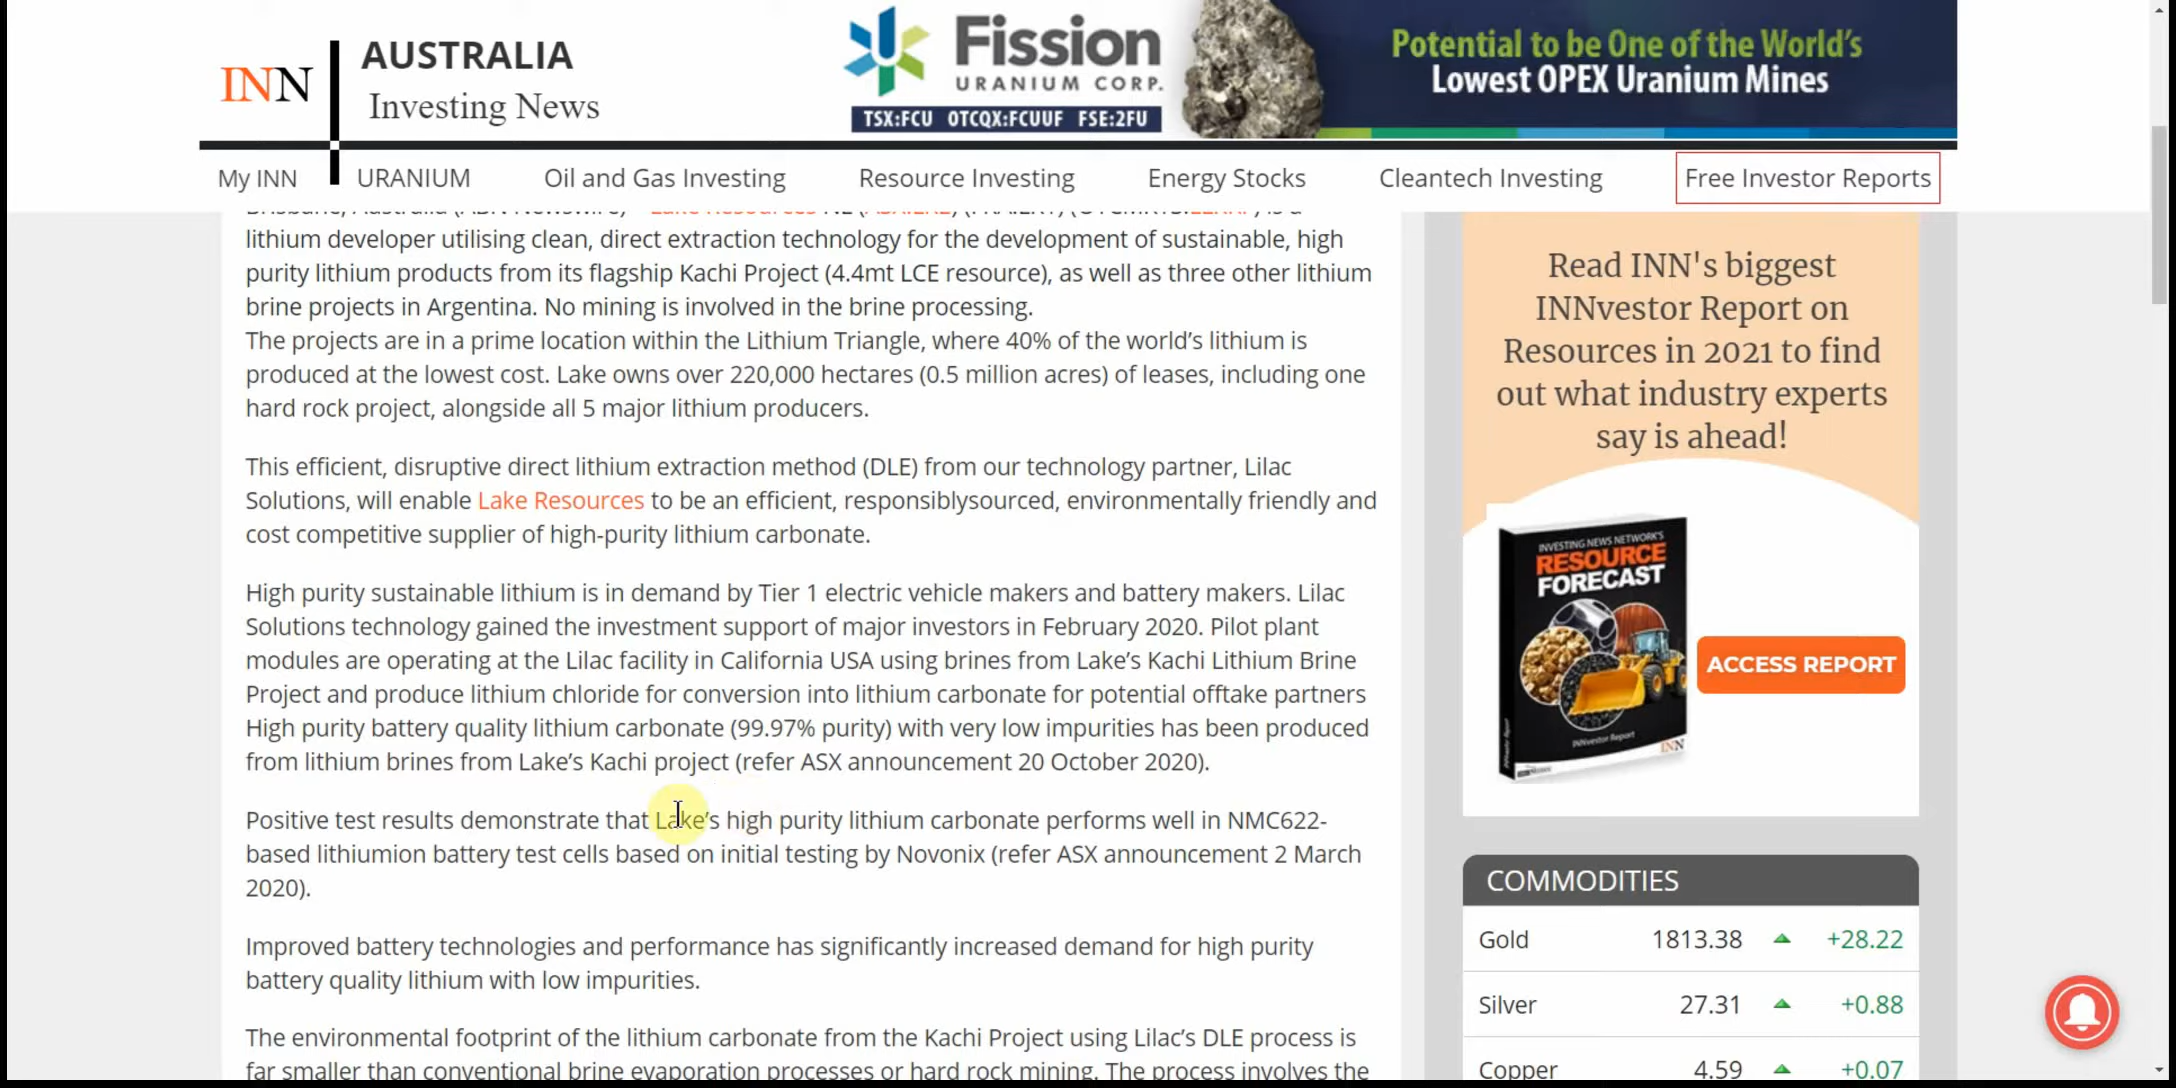 INN
AUSTRALIA
Investing News
Fission
URANIUM CORP.
TSX:FCU OTCQX:FCUUF FSE:2FU
Potential to be One of the World's
Lowest OPEX Uranium Mines
My INN
URANIUM
Oil and Gas Investing
Resource Investing
Energy Stocks
Cleantech Investing
Free Investor Reports
lithium developer utilising clean, direct extraction technology for the development of sustainable, high
purity lithium products from its flagship Kachi Project (4.4mt LCE resource), as well as three other lithium
brine projects in Argentina. No mining is involved in the brine processing.
The projects are in a prime location within the Lithium Triangle, where 40% of the world's lithium is
produced at the lowest cost. Lake owns over 220,000 hectares (0.5 million acres) of leases, including one
hard rock project, alongside all 5 major lithium producers.
This efficient, disruptive direct lithium extraction method (DLE) from our technology partner, Lilac
Solutions, will enable Lake Resources to be an efficient, responsiblysourced, environmentally friendly and
cost competitive supplier of high-purity lithium carbonate.
High purity sustainable lithium is in demand by Tier 1 electric vehicle makers and battery makers. Lilac
Solutions technology gained the investment support of major investors in February 2020. Pilot plant
modules are operating at the Lilac facility in California USA using brines from Lake's Kachi Lithium Brine
Project and produce lithium chloride for conversion into lithium carbonate for potential offtake partners
High purity battery quality lithium carbonate (99.97% purity) with very low impurities has been produced
from lithium brines from Lake's Kachi project (refer ASX announcement 20 October 2020).
Positive test results demonstrate that Lake's high purity lithium carbonate performs well in NMC622-
based lithiumion battery test cells based on initial testing by Novonix (refer ASX announcement 2 March
2020).
Improved battery technologies and performance has significantly increased demand for high purity
battery quality lithium with low impurities.
The environmental footprint of the lithium carbonate from the Kachi Project using Lilac's DLE process is
far smaller than conventional brine evaporation processes or hard rock mining. The process involves the
Read INN's biggest
INNvestor Report on
Resources in 2021 to find
out what industry experts
say is ahead!
INVESTING NEWS NETWORK'S
RESOURCE
FORECAST
INNvestor Report
INN
ACCESS REPORT
COMMODITIES
Gold 1813.38 +28.22
Silver 27.31 +0.88
Copper 4.59 +0.07